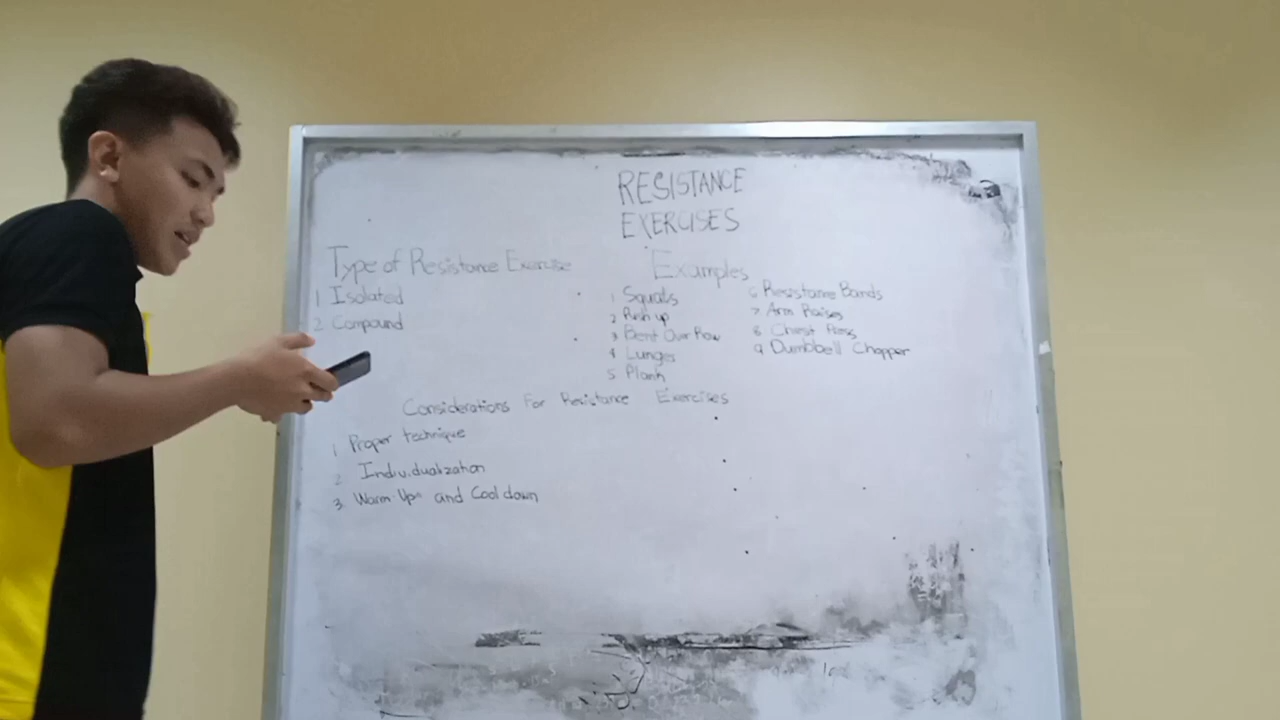 RESISTANCE
EXERCISES
Type of Resistance Exercise
1 Isolated
2 Compound
Examples
1 Squats
2 Push up
3 Bent Over Row
4 Lunges
5 Plank
6 Resistance Bands
7 Arm Raises
8 Chest Press
9 Dumbbell Chopper
Considerations For Resistance Exercises
1 Proper technique
2 Individualization
3. Warm-Ups and Cool down